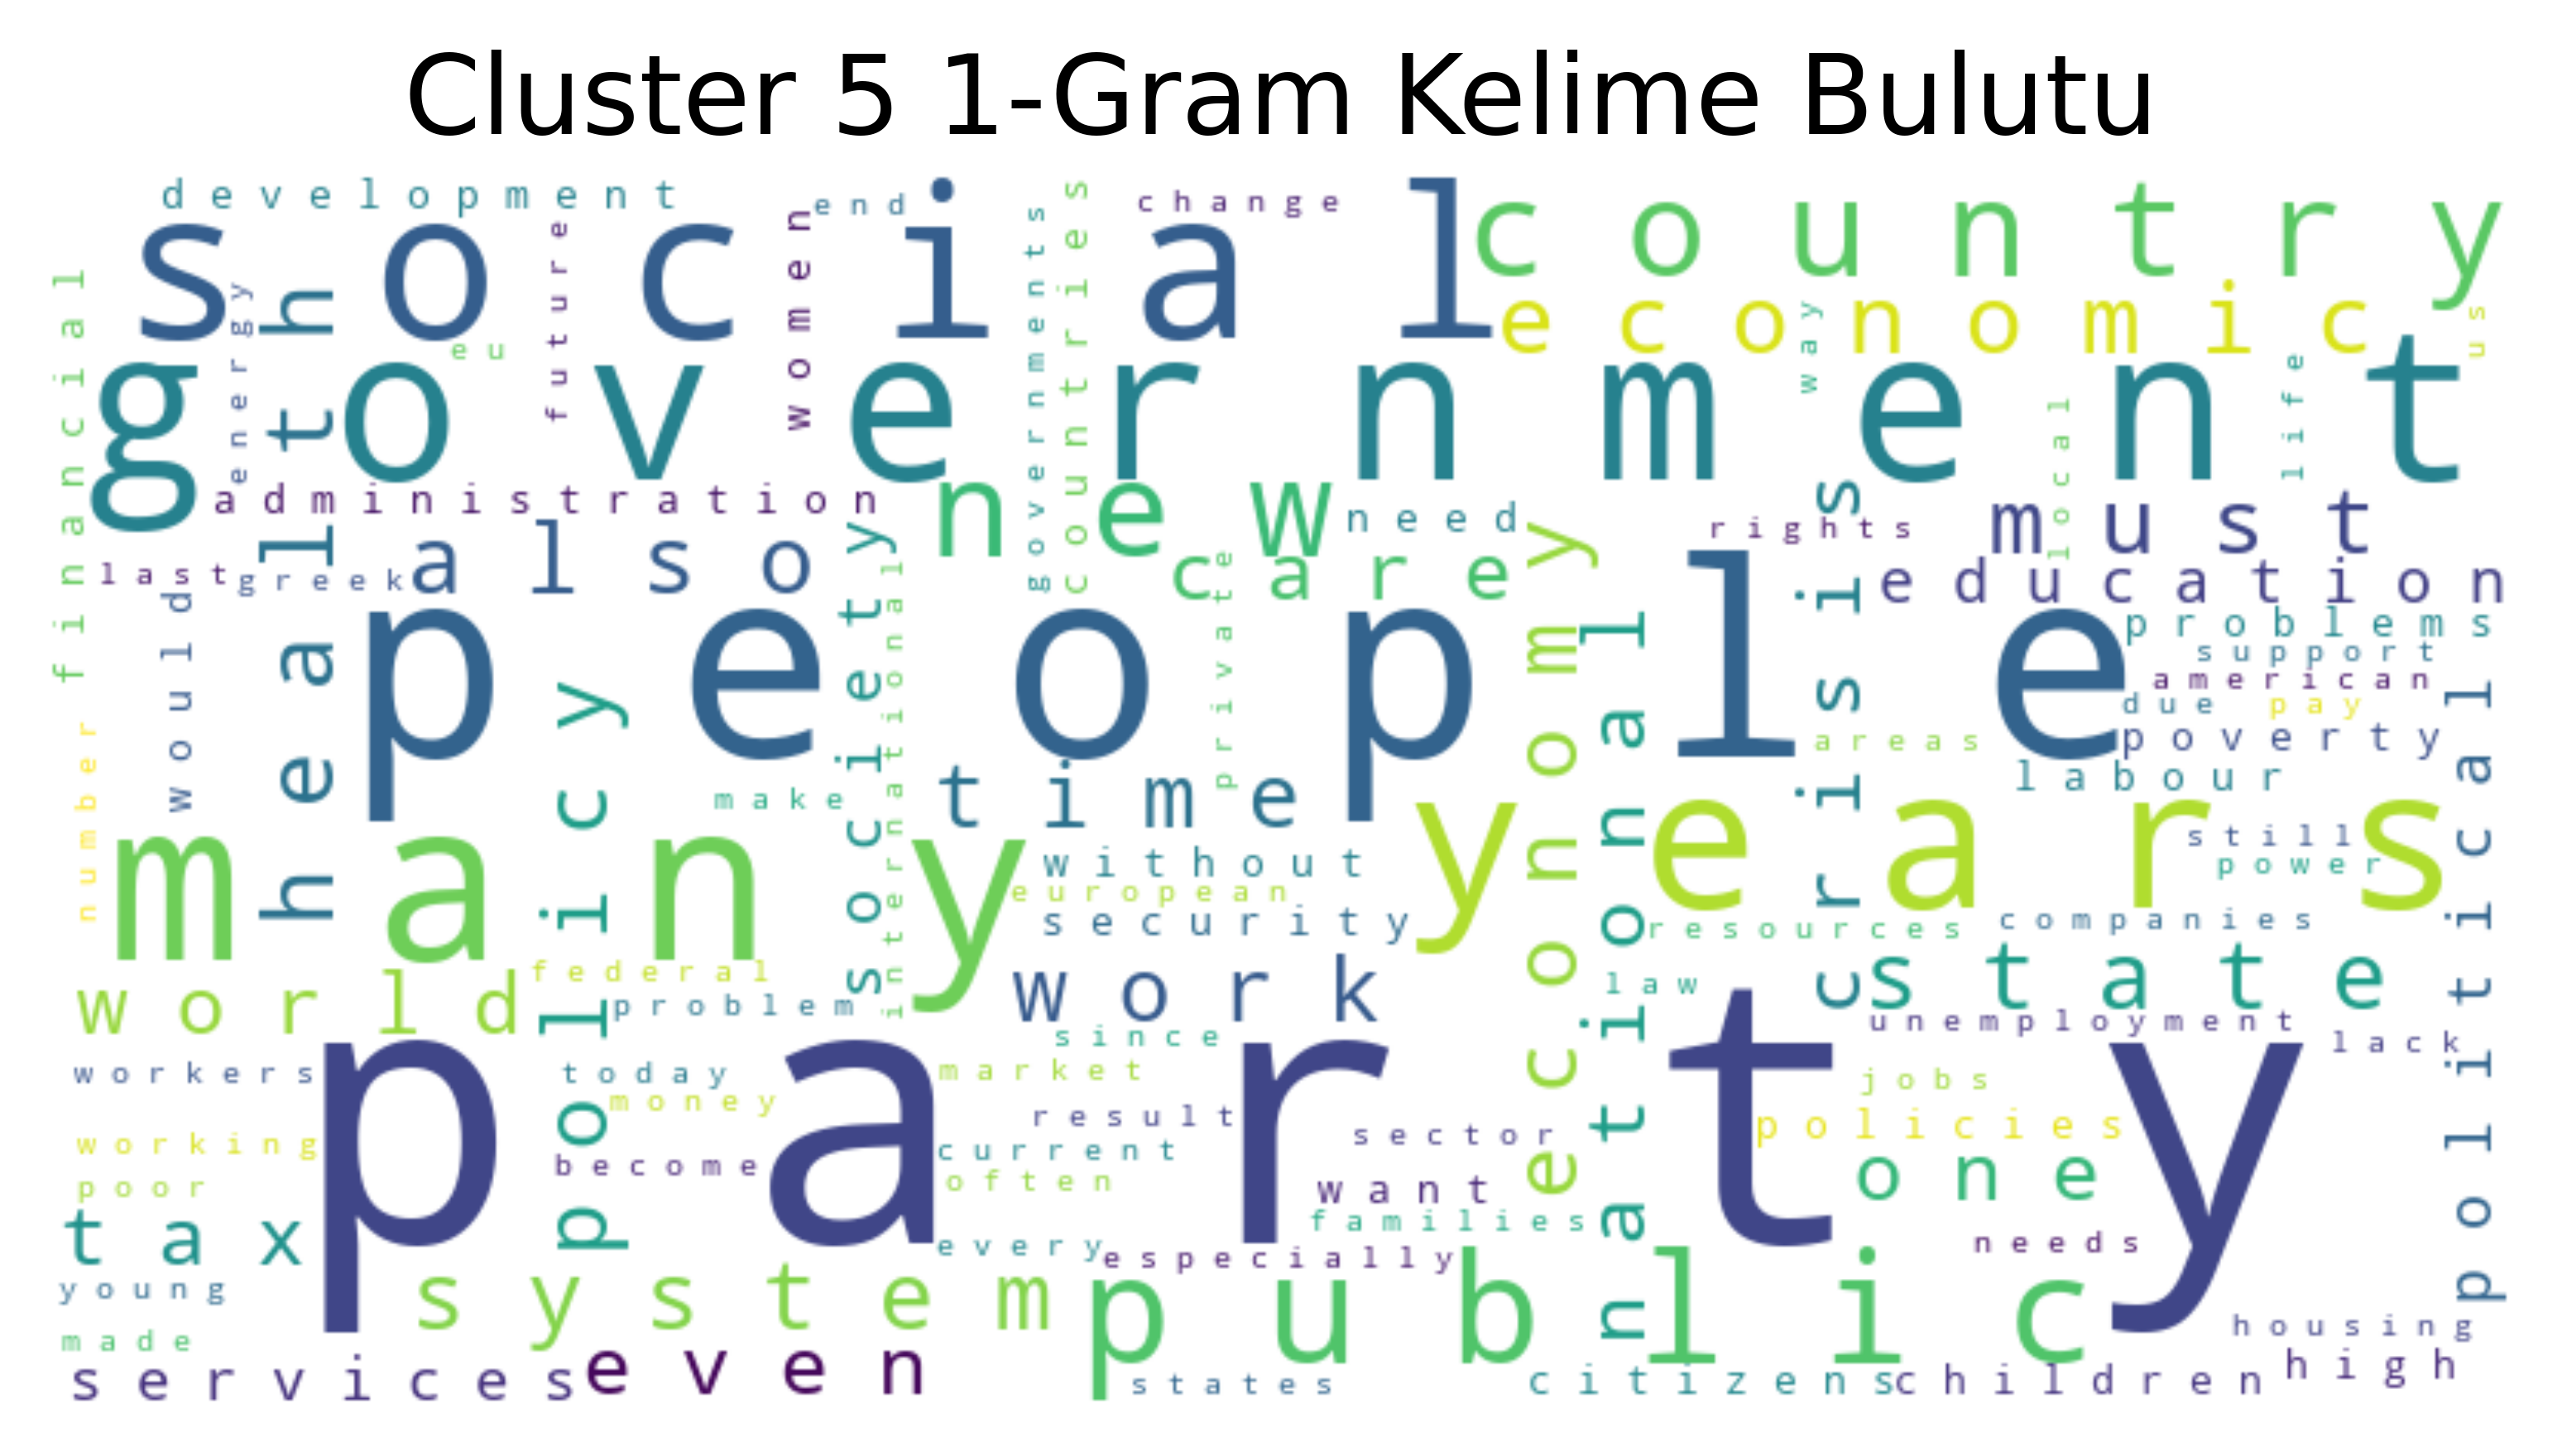 Cluster 5 1-Gram Kelime Bulutu
development
end
change
social
country
financial
energy
health
future
women
governments
countries
economic
way
us
eu
government
local
life
administration
new
need
rights
must
last
greek
also
care
education
would
society
international
private
economy
national
crisis
people
problems
support
american
due
pay
poverty
political
number
policy
make
time
areas
labour
many
years
without
european
security
still
power
resources
companies
world
federal
problem
work
law
state
since
unemployment
lack
party
workers
today
money
market
jobs
result
sector
policies
working
become
current
often
want
one
poor
families
tax
every
especially
needs
young
system
public
made
housing
services
even
states
citizens
children
high